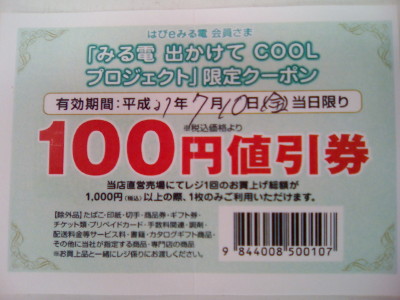 はぴeみる電 会員さま
「みる電 出かけて COOL
プロジェクト」限定クーポン
有効期間:平成27年7月10日(金)当日限り
※税込価格より
100円値引券
当店直営売場にてレジ1回のお買上げ総額が
1,000円(税込)以上の際、1枚のみご利用いただけます。
【除外品】たばこ・印紙・切手・商品券・ギフト券・
チケット類・プリペイドカード・手数料関連・調剤・
配送料金等サービス料・書籍・カタログギフト商品・
その他に当社が指定する商品・専門店の商品
※お買上品と一緒にレジ係りにお渡しください。
9 844008 500107